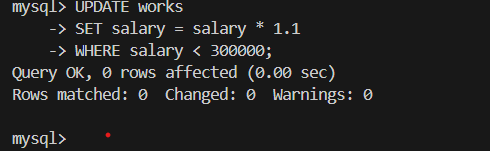 mysql> UPDATE works
    -> SET salary = salary * 1.1
    -> WHERE salary < 300000;
Query OK, 0 rows affected (0.00 sec)
Rows matched: 0  Changed: 0  Warnings: 0
mysql>